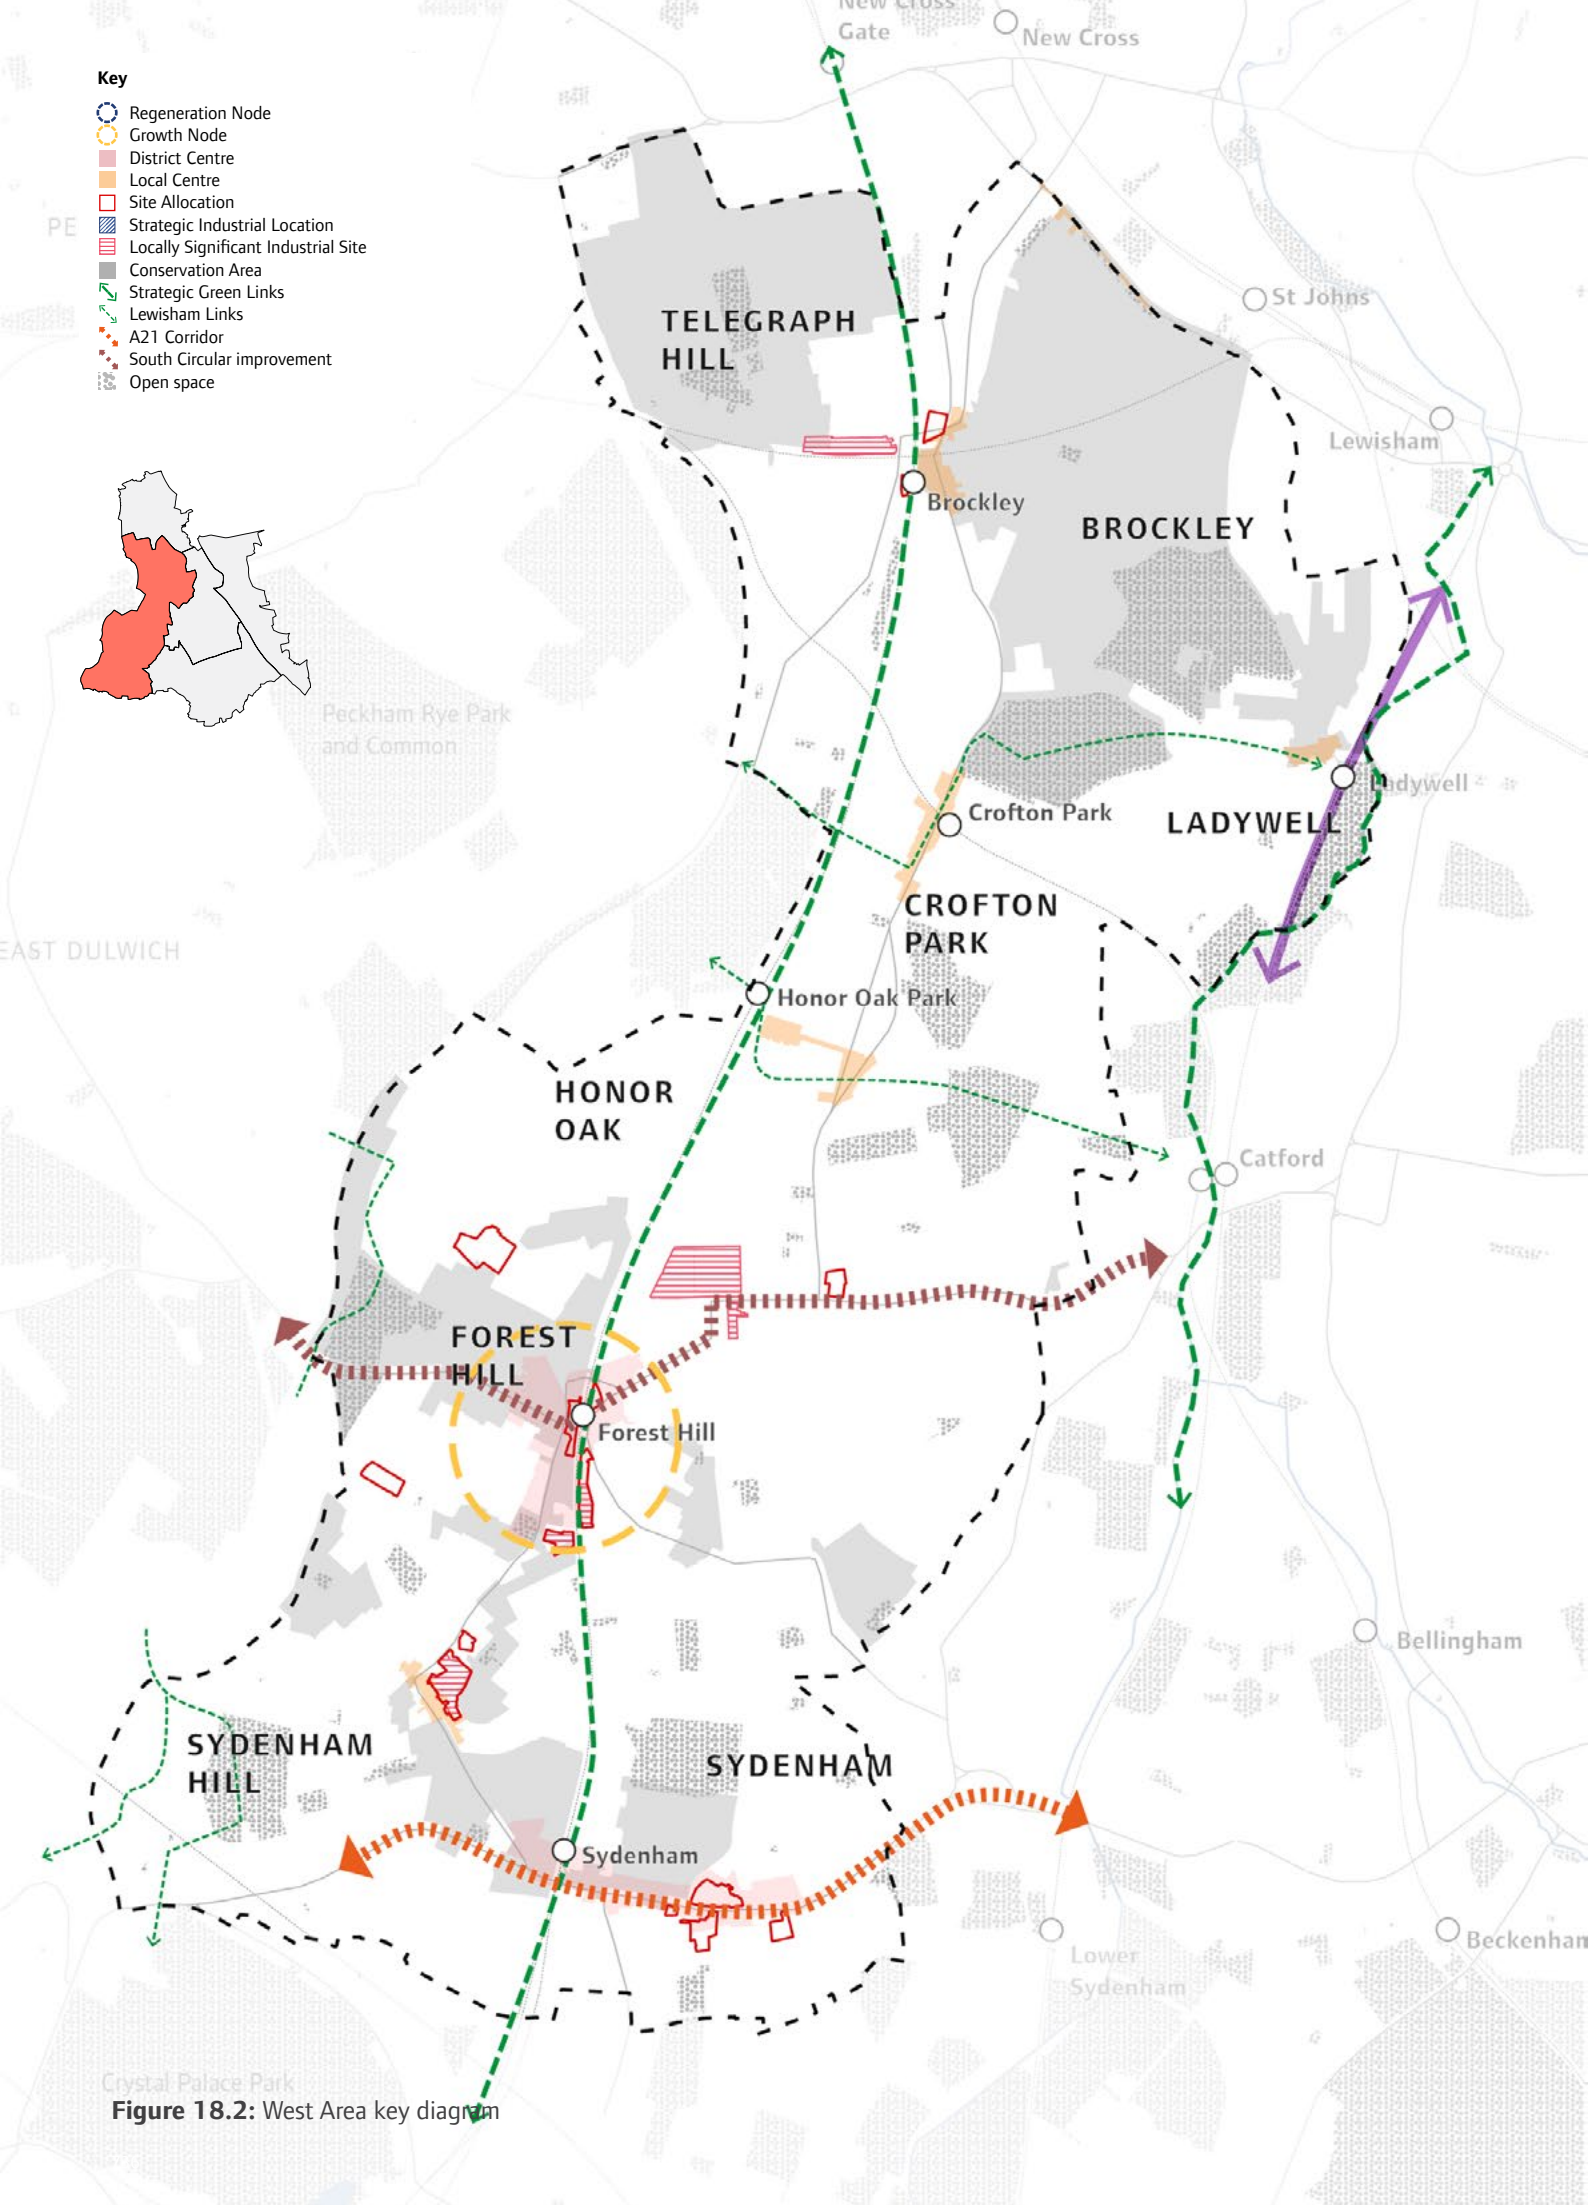 New Cross
Gate
New Cross
Key
Regeneration Node
Growth Node
District Centre
Local Centre
Site Allocation
Strategic Industrial Location
Locally Significant Industrial Site
Conservation Area
Strategic Green Links
Lewisham Links
A21 Corridor
South Circular improvement
Open space
PE
St Johns
TELEGRAPH
HILL
Lewisham
Brockley
BROCKLEY
Peckham Rye Park
and Common
Ladywell
Crofton Park
LADYWELL
CROFTON
PARK
EAST DULWICH
Honor Oak Park
HONOR
OAK
Catford
FOREST
HILL
Forest Hill
Bellingham
SYDENHAM
HILL
SYDENHAM
Sydenham
Beckenham
Lower
Sydenham
Crystal Palace Park
Figure 18.2: West Area key diagram